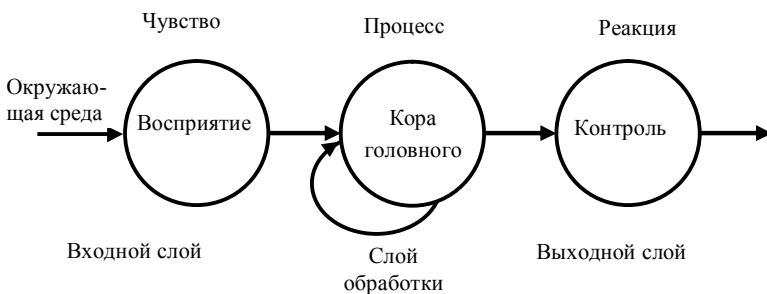 Чувство
Процесс
Реакция
Окружаю-
щая среда
Восприятие
Кора
головного
Контроль
Входной слой
Слой
обработки
Выходной слой